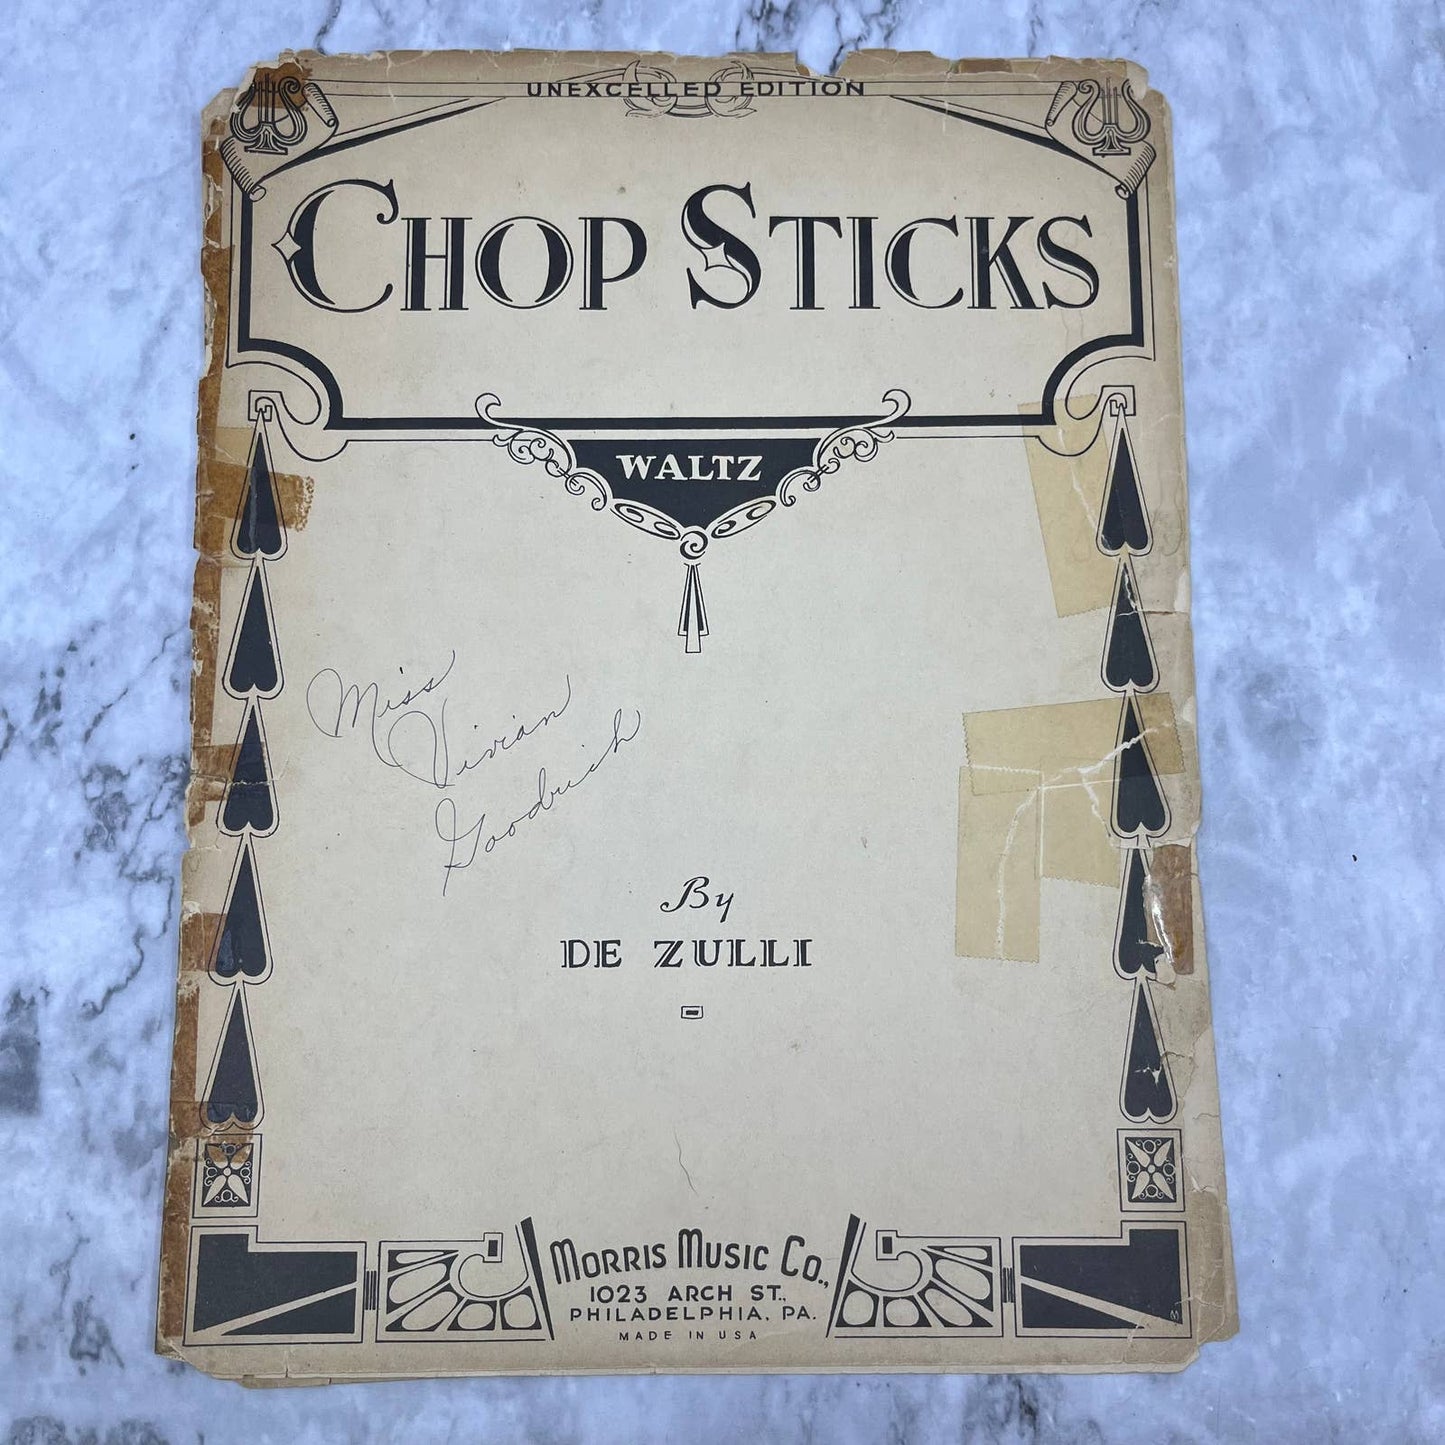 UNEXCELLED EDITION
CHOP STICKS
WALTZ
Miss
Vivian
Goodrich
By
DE ZULLI
MORRIS MUSIC CO.,
1023 ARCH ST.
PHILADELPHIA, PA.
MADE IN USA
M